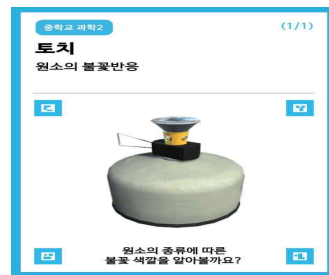 중학교 과학2
(1/1)
토치
원소의 불꽃반응
원소의 종류에 따른
불꽃 색깔을 알아볼까요?